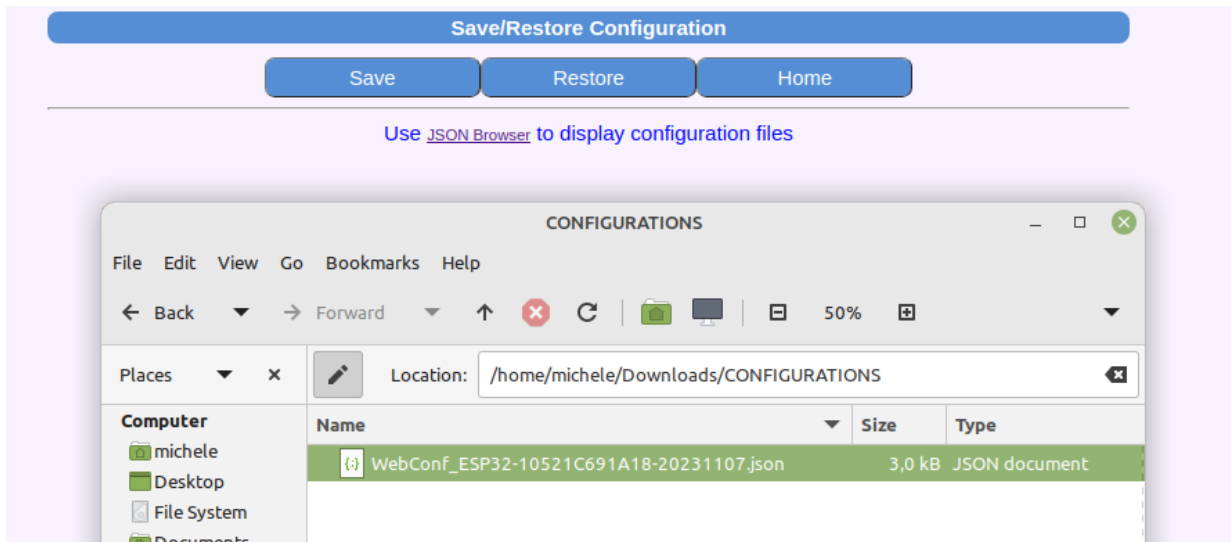 Save/Restore Configuration
Save Restore Home
Use JSON Browser to display configuration files
CONFIGURATIONS
File Edit View Go Bookmarks Help
Back Forward 50%
Places Location: /home/michele/Downloads/CONFIGURATIONS
Computer Name Size Type
michele WebConf_ESP32-10521C691A18-20231107.json 3,0 kB JSON document
Desktop
File System
Documents